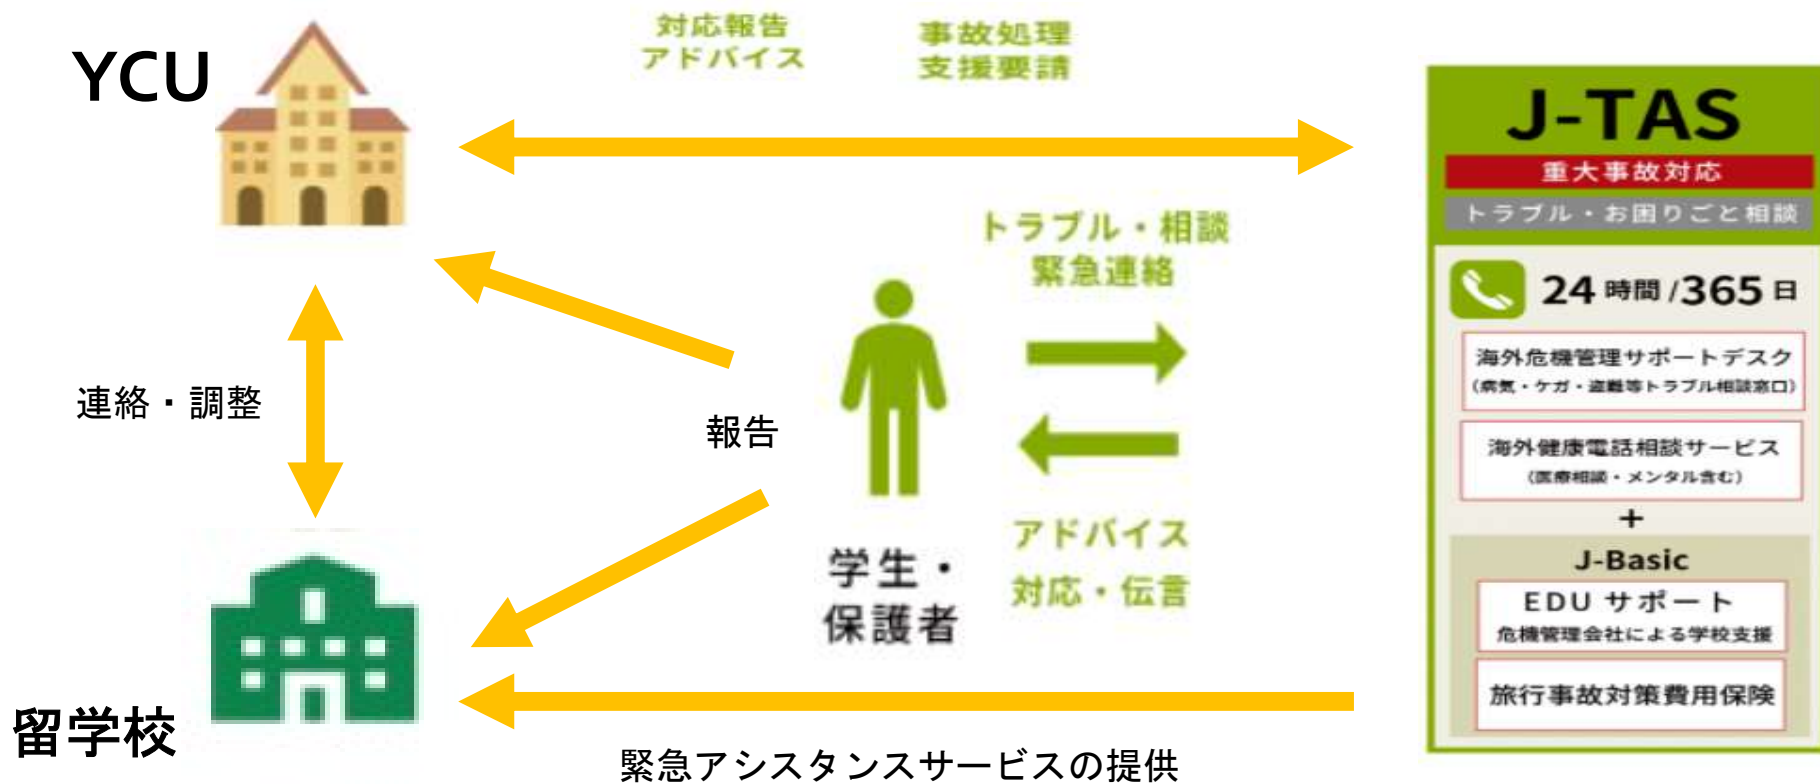 YCU
対応報告
アドバイス
事故処理
支援要請
J-TAS
重大事故対応
トラブル・お困りごと相談
24時間/365日
海外危機管理サポートデスク
(病気・ケガ・盗難等トラブル相談窓口)
海外健康電話相談サービス
(医療相談・メンタル含む)
+
J-Basic
EDU サポート
危機管理会社による学校支援
旅行事故対策費用保険
トラブル・相談
緊急連絡
連絡・調整
報告
アドバイス
対応・伝言
学生・
保護者
留学校
緊急アシスタンスサービスの提供